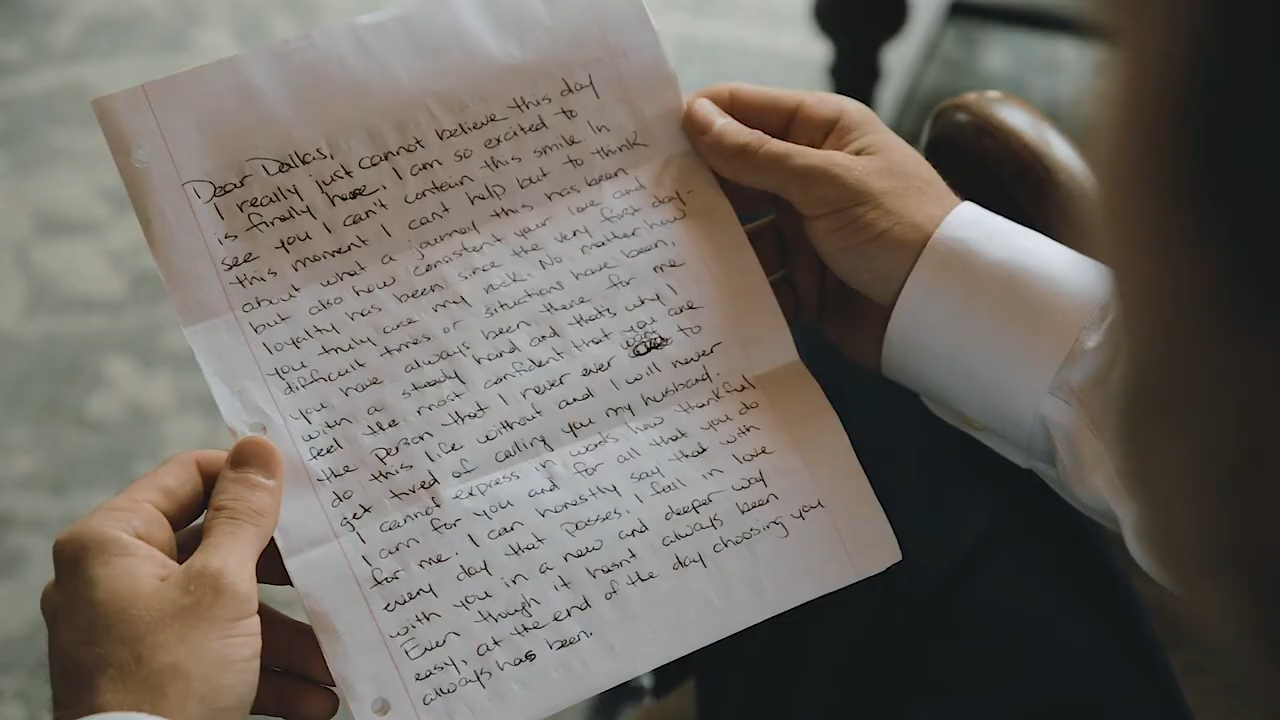 Dear Dallas,
I really just cannot believe this day
is finally here. I am so excited to
see you I can't contain this smile. In
this moment I cant help but to think
about what a journey this has been
but also how consistent your love and
loyalty has been since the very first day-
you truly are my rock. No matter how
difficult times or situations have been,
you have always been there for me
with a steady hand and thats why I
feel the most confident that you are
the person that I never ever want to
do this life without and I will never
get tired of calling you my husband.
I cannot express in words how thankful
I am for you and for all that you do
for me. I can honestly say that with
every day that passes, I fall in love
with you in a new and deeper way
Even though it hasnt always been
easy, at the end of the day choosing you
always has been.